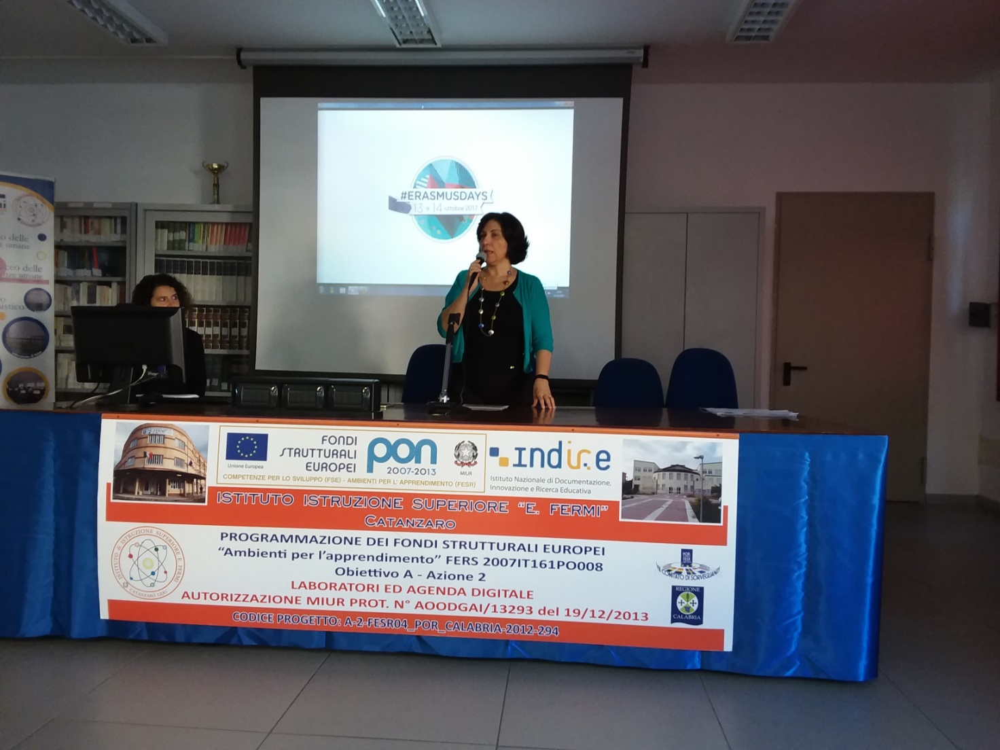 #ERASMUSDAYS
13 e 14 ottobre 2017
o delle
e umane
ceo delle
nze umane
FONDI
STRUTTURALI
EUROPEI
pon
2007-2013
Unione Europea
MIUR
COMPETENZE PER LO SVILUPPO (FSE) - AMBIENTI PER L' APPRENDIMENTO (FESR)
indire
Istituto Nazionale di Documentazione,
Innovazione e Ricerca Educativa
ISTITUTO ISTRUZIONE SUPERIORE "E. FERMI"
CATANZARO
ISTITUTO di ISTRUZIONE SUPERIORE E. FERMI
CATANZARO LIDO
PROGRAMMAZIONE DEI FONDI STRUTTURALI EUROPEI
"Ambienti per l'apprendimento" FERS 2007IT161PO008
Obiettivo A - Azione 2
LABORATORI ED AGENDA DIGITALE
AUTORIZZAZIONE MIUR PROT. N° AOODGAI/13293 del 19/12/2013
CODICE PROGETTO: A-2-FESR04_POR_CALABRIA-2012-294
COMITATO DI SORVEGLIANZA
REGIONE
CALABRIA